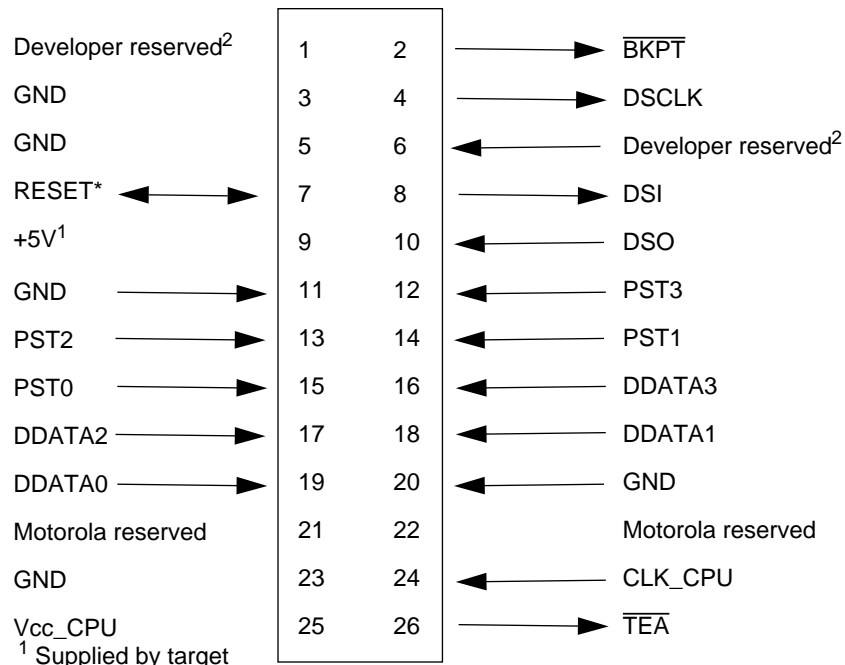 Developer reserved2 1 2 BKPT
GND 3 4 DSCLK
GND 5 6 Developer reserved2
RESET* 7 8 DSI
+5V1 9 10 DSO
GND 11 12 PST3
PST2 13 14 PST1
PST0 15 16 DDATA3
DDATA2 17 18 DDATA1
DDATA0 19 20 GND
Motorola reserved 21 22 Motorola reserved
GND 23 24 CLK_CPU
Vcc_CPU 25 26 TEA
1 Supplied by target